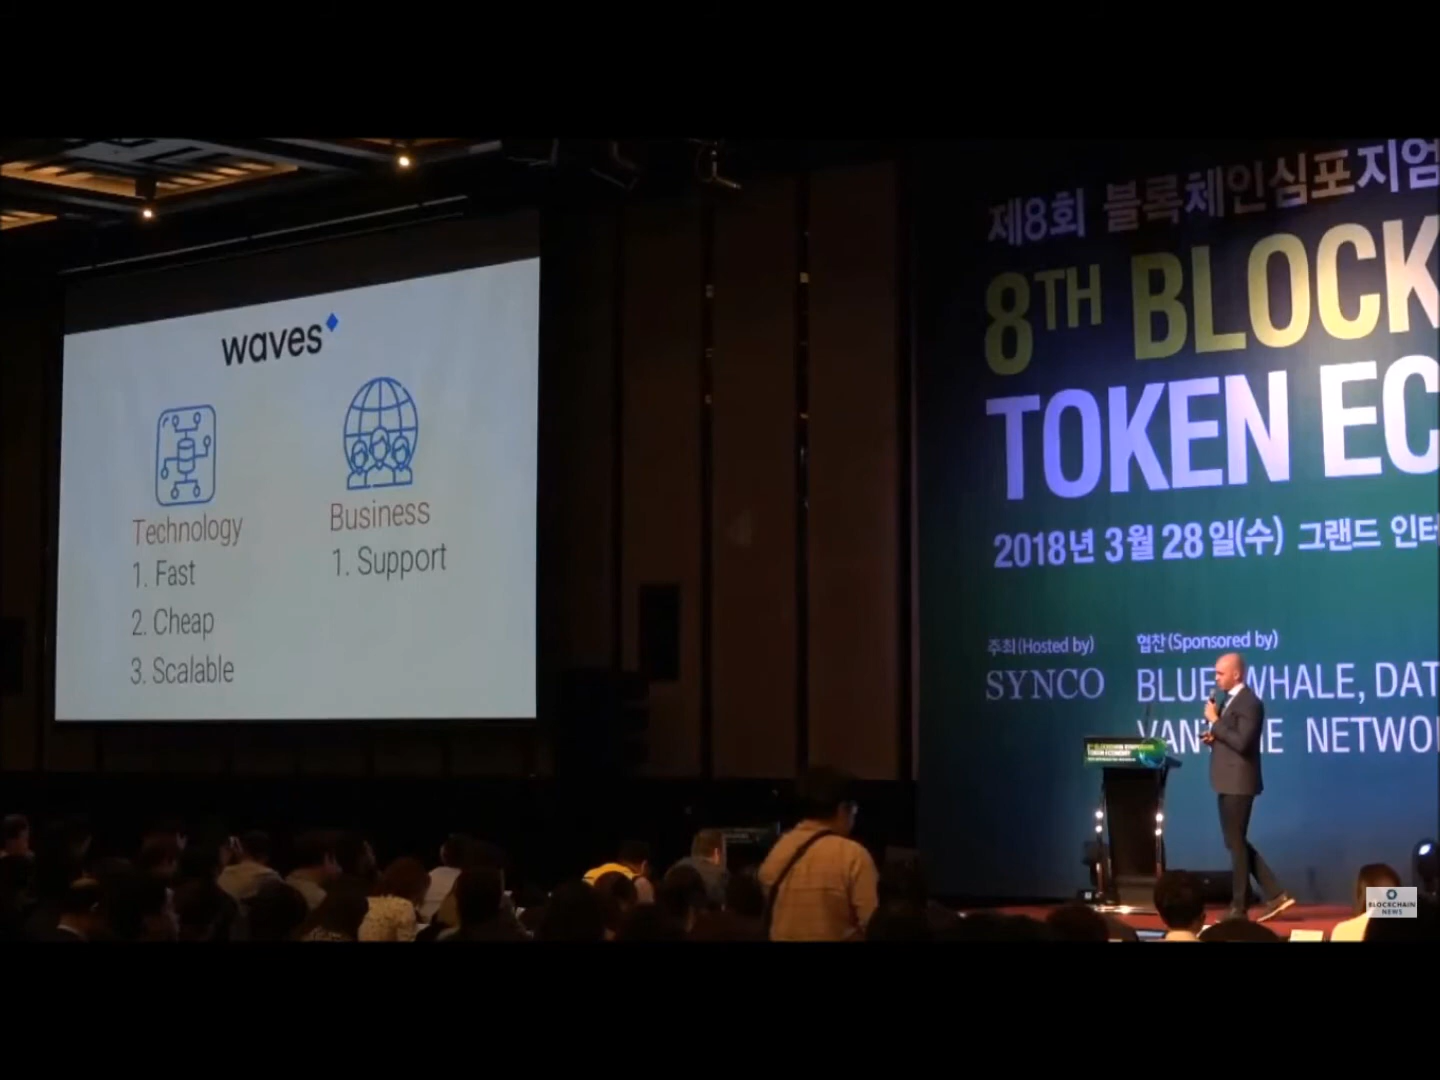 waves
Technology
1. Fast
2. Cheap
3. Scalable
Business
1. Support
제8회 블록체인심포지엄
8TH BLOCK
TOKEN EC
2018년 3월 28일(수) 그랜드 인터
주최(Hosted by)
SYNCO
협찬(Sponsored by)
BLUE WHALE, DAT
NETWO
TOKEN ECONOMY
BLOCKCHAIN
NEWS